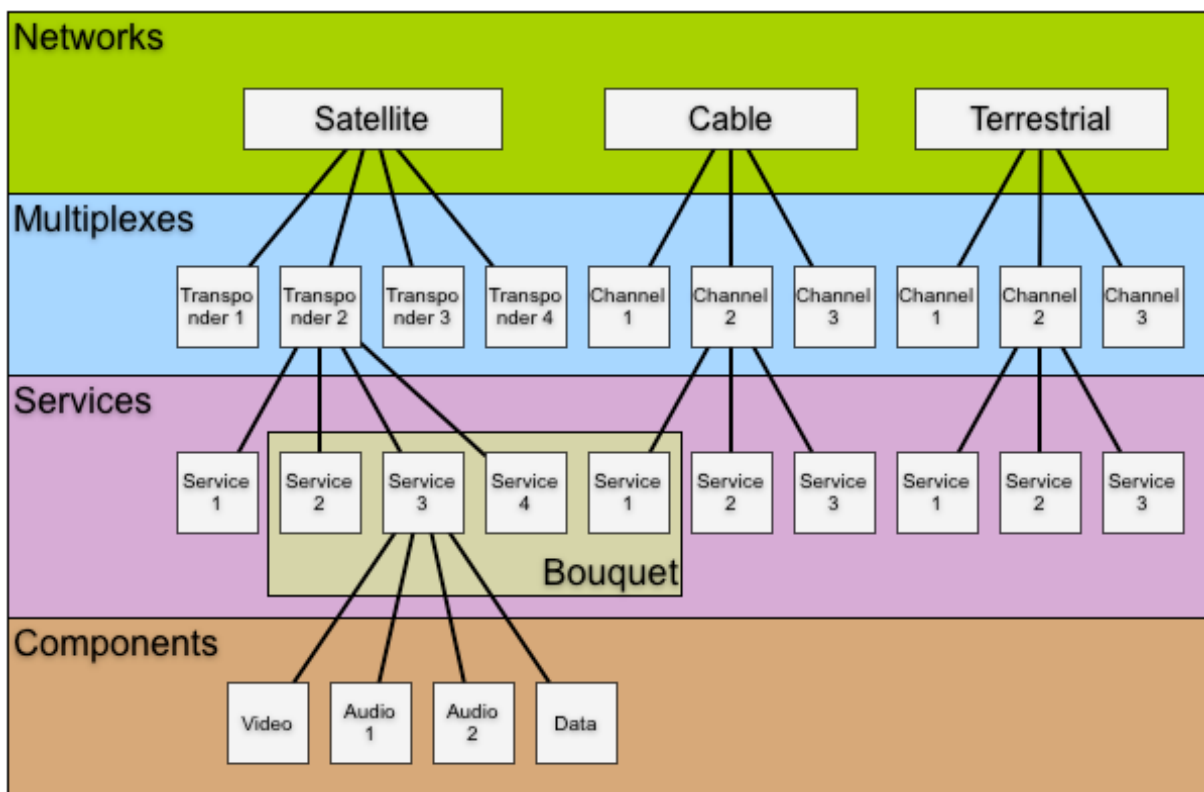 Networks
Satellite
Cable
Terrestrial
Multiplexes
Transpo
nder 1
Transpo
nder 2
Transpo
nder 3
Transpo
nder 4
Channel
1
Channel
2
Channel
3
Channel
1
Channel
2
Channel
3
Services
Service
1
Service
2
Service
3
Service
4
Service
1
Service
2
Service
3
Service
1
Service
2
Service
3
Bouquet
Components
Video
Audio
1
Audio
2
Data